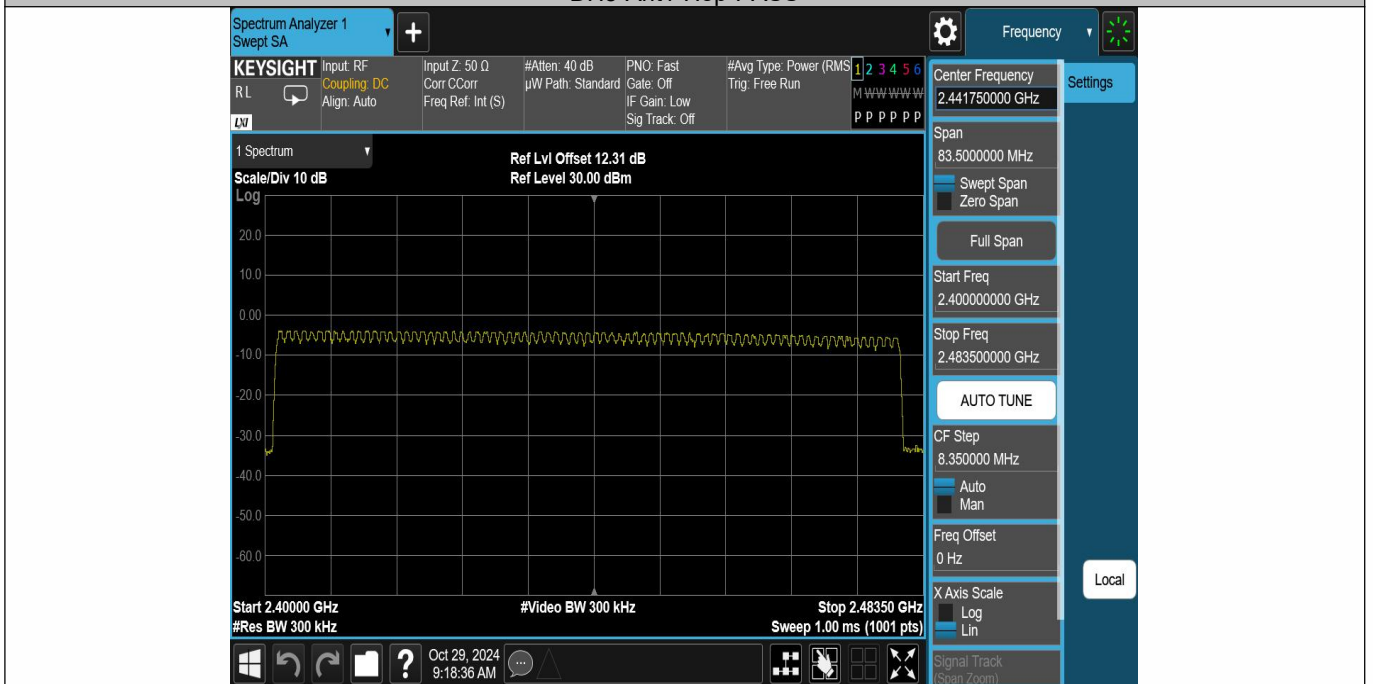 Spectrum Analyzer 1
Swept SA
Frequency
KEYSIGHT
RL
LXI
Input: RF
Coupling: DC
Align: Auto
Input Z: 50 Ω
Corr CCorr
Freq Ref: Int (S)
#Atten: 40 dB
µW Path: Standard
PNO: Fast
Gate: Off
IF Gain: Low
Sig Track: Off
#Avg Type: Power (RMS
Trig: Free Run
1 2 3 4 5 6
M W W W W W
P P P P P P
1 Spectrum
Scale/Div 10 dB
Ref Lvl Offset 12.31 dB
Ref Level 30.00 dBm
Log
20.0
10.0
0.00
-10.0
-20.0
-30.0
-40.0
-50.0
-60.0
Start 2.40000 GHz
#Res BW 300 kHz
#Video BW 300 kHz
Stop 2.48350 GHz
Sweep 1.00 ms (1001 pts)
Oct 29, 2024
9:18:36 AM
Center Frequency
2.441750000 GHz
Settings
Span
83.5000000 MHz
Swept Span
Zero Span
Full Span
Start Freq
2.400000000 GHz
Stop Freq
2.483500000 GHz
AUTO TUNE
CF Step
8.350000 MHz
Auto
Man
Freq Offset
0 Hz
X Axis Scale
Log
Lin
Local
Signal Track
(Span Zoom)